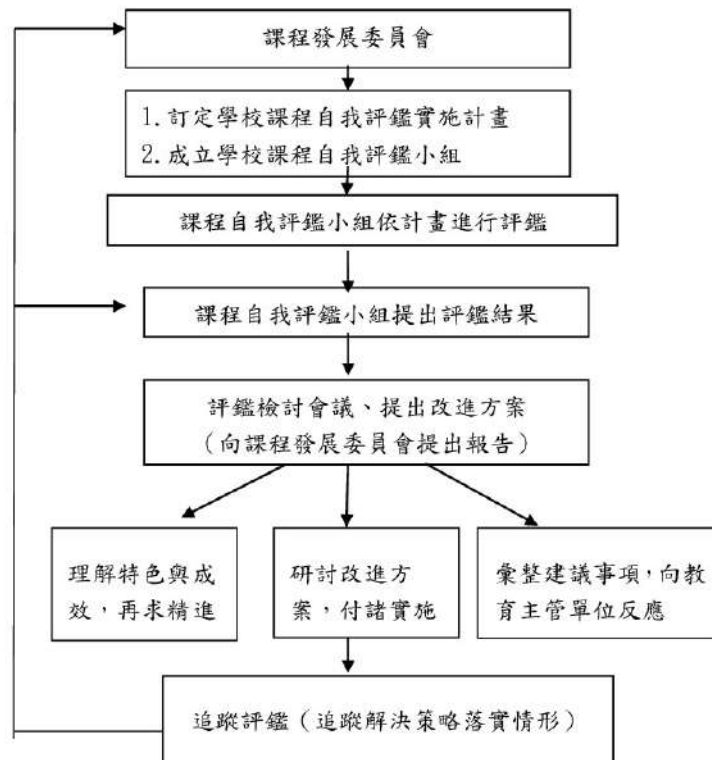 課程發展委員會
1.訂定學校課程自我評鑑實施計畫
2.成立學校課程自我評鑑小組
課程自我評鑑小組依計畫進行評鑑
課程自我評鑑小組提出評鑑結果
評鑑檢討會議、提出改進方案
（向課程發展委員會提出報告）
理解特色與成
效，再求精進
研討改進方
案，付諸實施
彙整建議事項，向教
育主管單位反應
追蹤評鑑（追蹤解決策略落實情形）